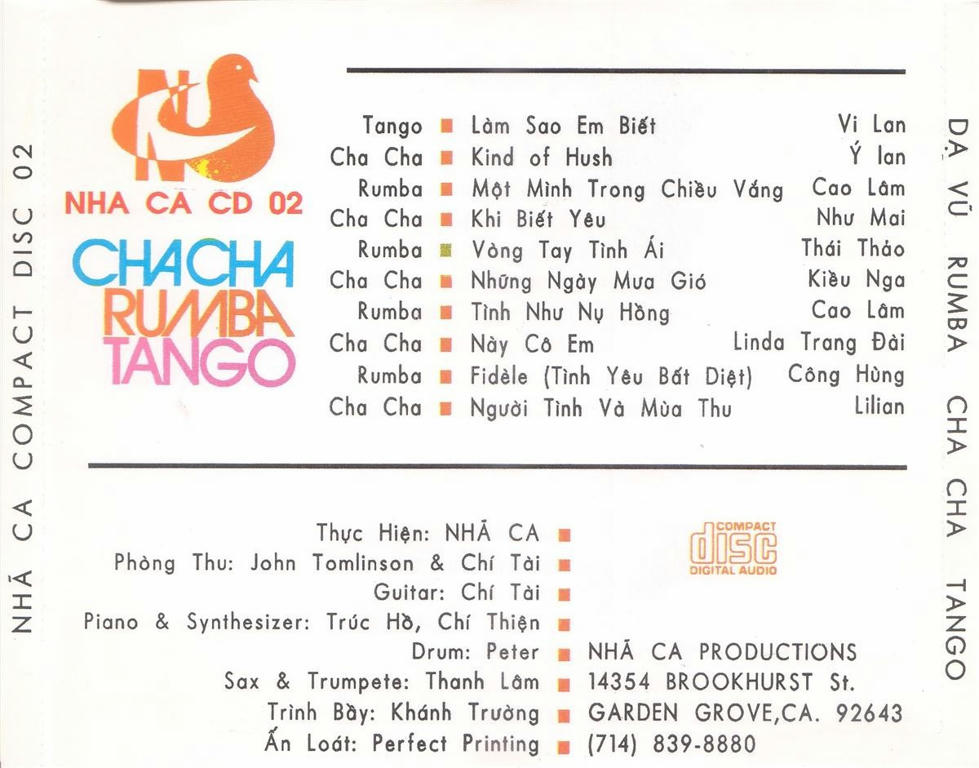 NHÃ CA COMPACT DISC 02
NHA CA CD 02
CHACHA
RUMBA
TANGO
Tango Làm Sao Em Biết Vi Lan
Cha Cha Kind of Hush Ý lan
Rumba Một Mình Trong Chiều Vắng Cao Lâm
Cha Cha Khi Biết Yêu Như Mai
Rumba Vòng Tay Tình Ái Thái Thảo
Cha Cha Những Ngày Mưa Gió Kiều Nga
Rumba Tình Như Nụ Hồng Cao Lâm
Cha Cha Này Cô Em Linda Trang Đài
Rumba Fidèle (Tình Yêu Bất Diệt) Công Hùng
Cha Cha Người Tình Và Mùa Thu Lilian
Thực Hiện: NHÃ CA
Phòng Thu: John Tomlinson & Chí Tài
Guitar: Chí Tài
Piano & Synthesizer: Trúc Hồ, Chí Thiện
Drum: Peter
Sax & Trumpete: Thanh Lâm
Trình Bầy: Khánh Trường
Ấn Loát: Perfect Printing
COMPACT
disc
DIGITAL AUDIO
NHÃ CA PRODUCTIONS
14354 BROOKHURST St.
GARDEN GROVE,CA. 92643
(714) 839-8880
DẠ VŨ RUMBA CHA CHA TANGO